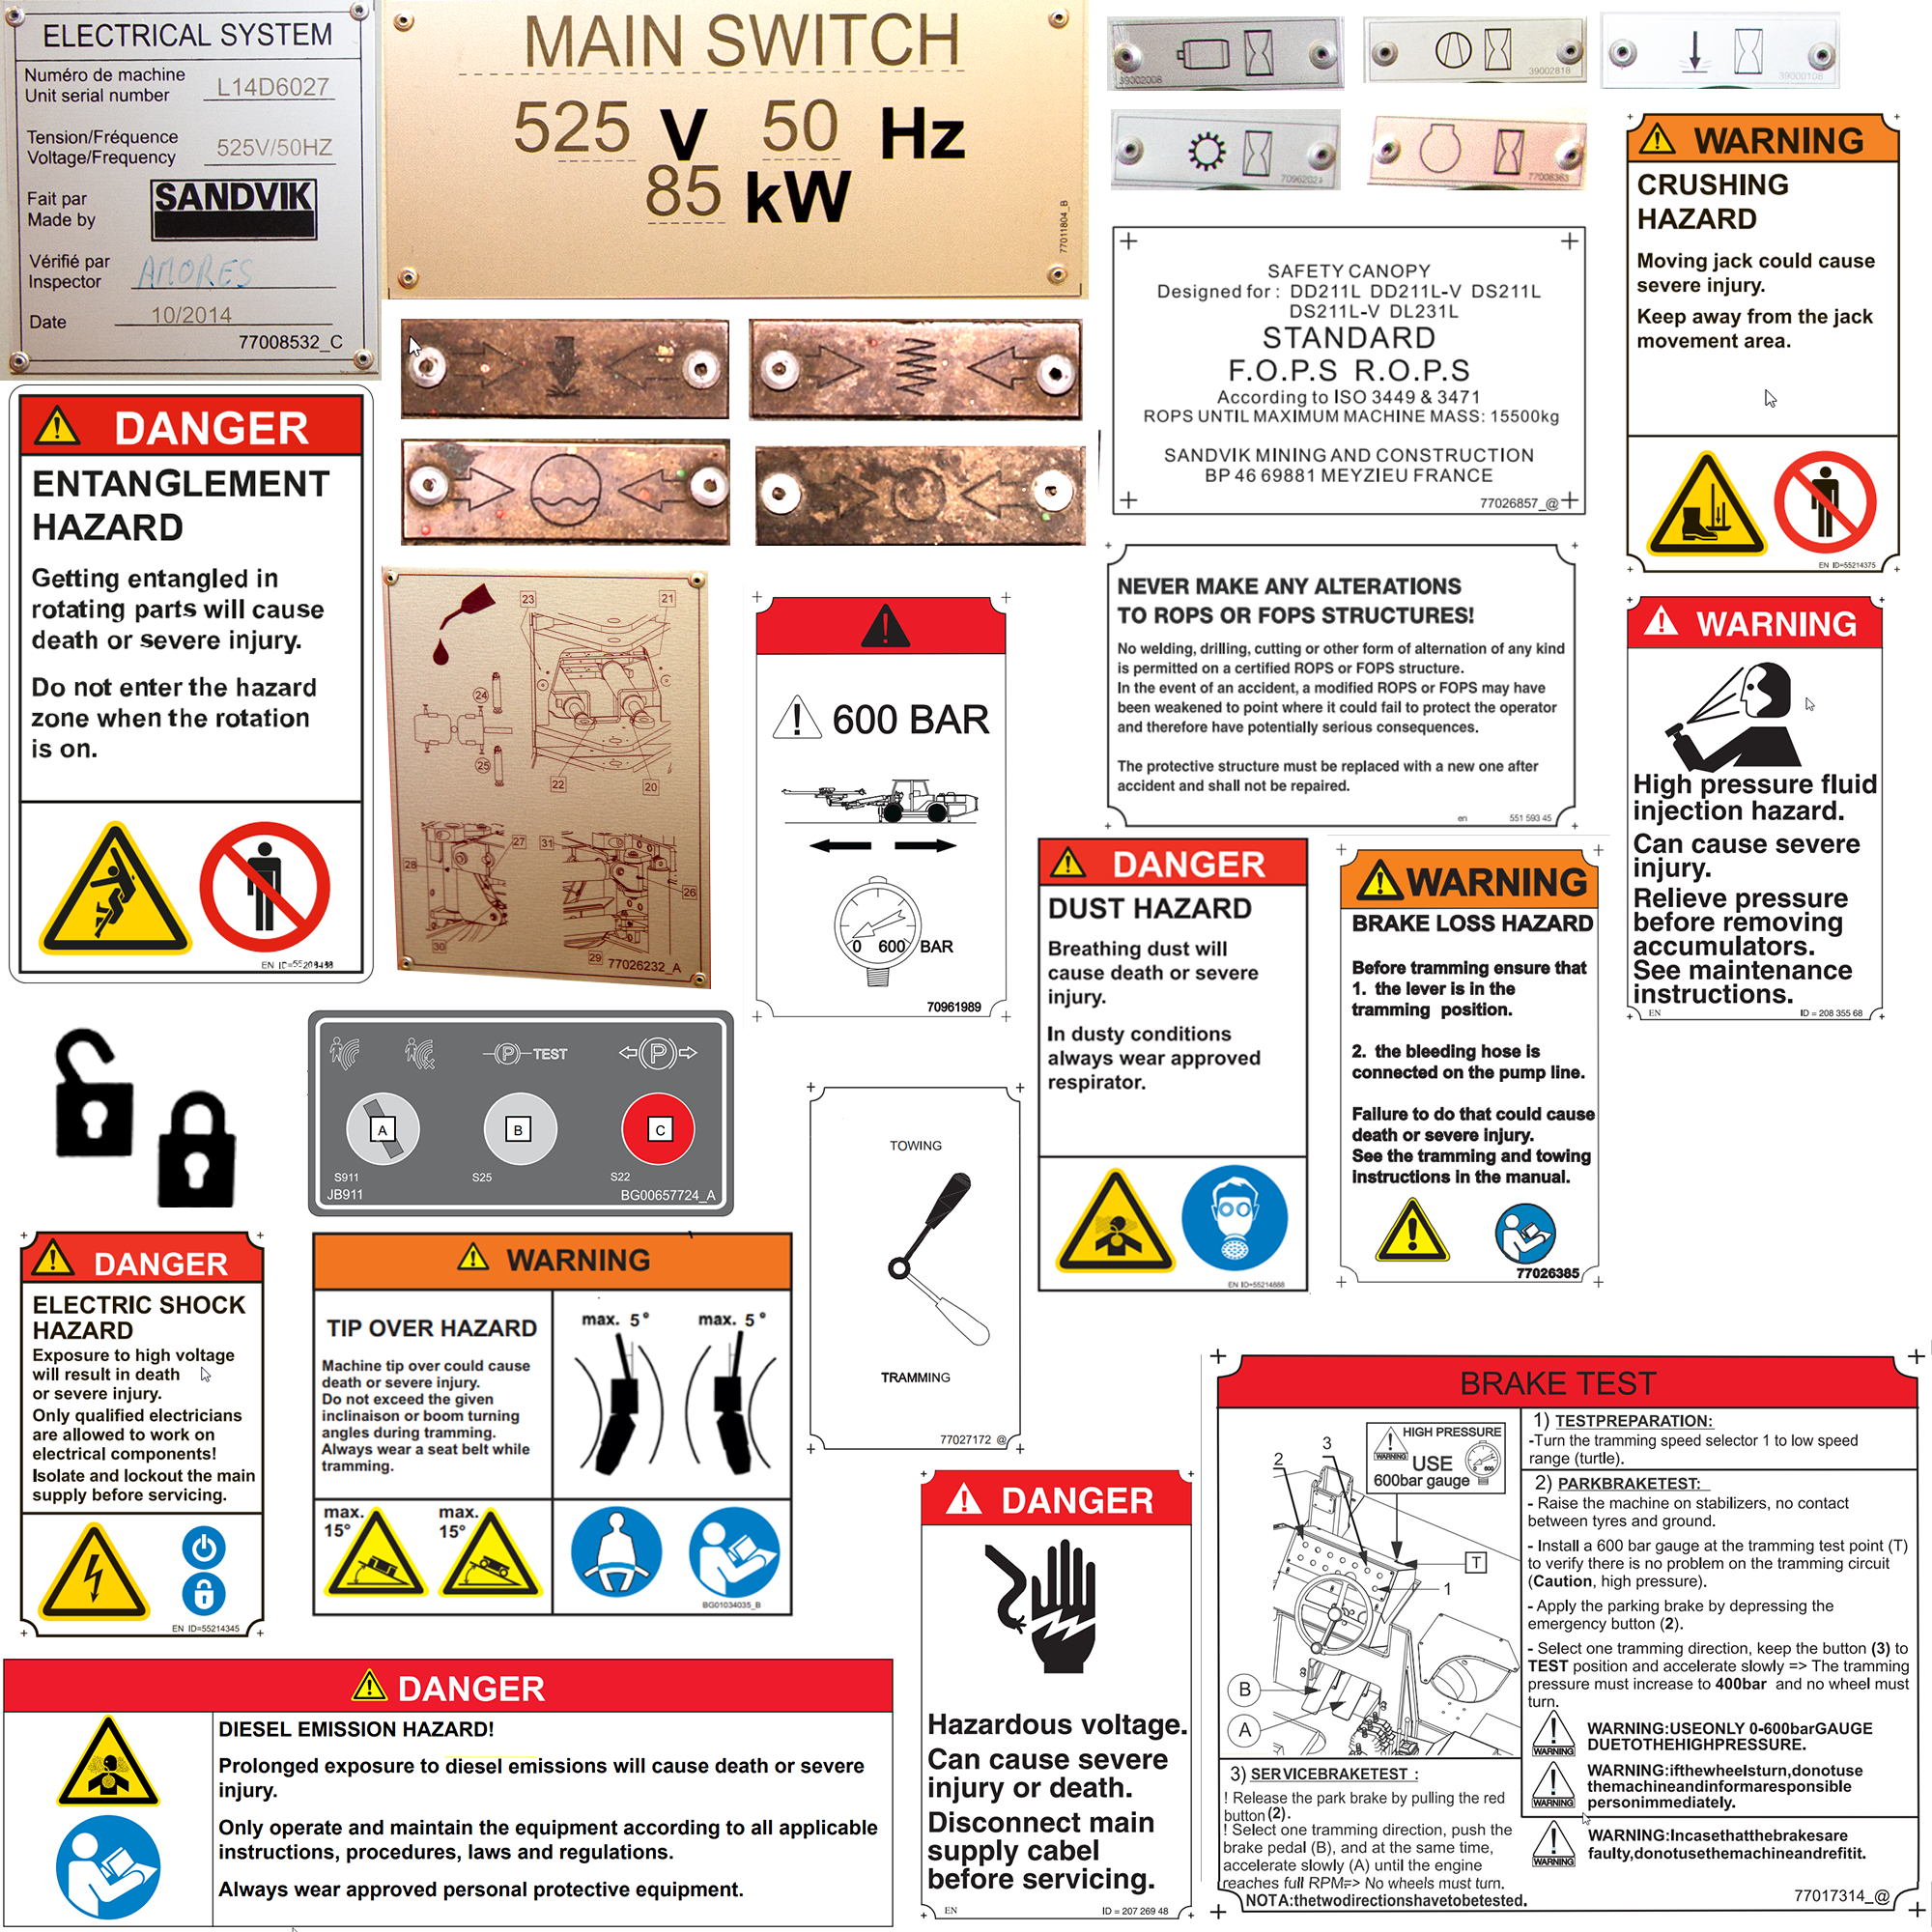 ELECTRICAL SYSTEM
Numéro de machine
Unit serial number
L14D6027
Tension/Fréquence
Voltage/Frequency
525V/50HZ
Fait par
Made by
SANDVIK
Vérifié par
Inspector
AMORES
Date
10/2014
77008532_C
MAIN SWITCH
525 V 50 Hz
85 kW
77011804_B
39002008
39002818
39000108
70962021
77008363
SAFETY CANOPY
Designed for : DD211L DD211L-V DS211L
DS211L-V DL231L
STANDARD
F.O.P.S R.O.P.S
According to ISO 3449 & 3471
ROPS UNTIL MAXIMUM MACHINE MASS: 15500kg
SANDVIK MINING AND CONSTRUCTION
BP 46 69881 MEYZIEU FRANCE
77026857_@
WARNING
CRUSHING
HAZARD
Moving jack could cause
severe injury.
Keep away from the jack
movement area.
EN ID=55214375
DANGER
ENTANGLEMENT
HAZARD
Getting entangled in
rotating parts will cause
death or severe injury.
Do not enter the hazard
zone when the rotation
is on.
23
21
24
25
22
20
27
28
31
26
30
29
77026232_A
600 BAR
0 600 BAR
70961989
NEVER MAKE ANY ALTERATIONS
TO ROPS OR FOPS STRUCTURES!
No welding, drilling, cutting or other form of alternation of any kind
is permitted on a certified ROPS or FOPS structure.
In the event of an accident, a modified ROPS or FOPS may have
been weakened to point where it could fail to protect the operator
and therefore have potentially serious consequences.
The protective structure must be replaced with a new one after
accident and shall not be repaired.
en 551 593 45
WARNING
High pressure fluid
injection hazard.
Can cause severe
injury.
Relieve pressure
before removing
accumulators.
See maintenance
instructions.
EN ID = 208 355 68
DANGER
DUST HAZARD
Breathing dust will
cause death or severe
injury.
In dusty conditions
always wear approved
respirator.
EN ID=55214888
WARNING
BRAKE LOSS HAZARD
Before tramming ensure that
1. the lever is in the
tramming position.
2. the bleeding hose is
connected on the pump line.
Failure to do that could cause
death or severe injury.
See the tramming and towing
instructions in the manual.
77026385
P TEST
P
A
B
C
S911
S25
S22
JB911
BG00657724_A
TOWING
TRAMMING
77027172 @
DANGER
ELECTRIC SHOCK
HAZARD
Exposure to high voltage
will result in death
or severe injury.
Only qualified electricians
are allowed to work on
electrical components!
Isolate and lockout the main
supply before servicing.
EN ID=55214345
WARNING
TIP OVER HAZARD
Machine tip over could cause
death or severe injury.
Do not exceed the given
inclinaison or boom turning
angles during tramming.
Always wear a seat belt while
tramming.
max. 5°
max. 5°
max.
15°
max.
15°
BG01034035_B
DANGER
Hazardous voltage.
Can cause severe
injury or death.
Disconnect main
supply cabel
before servicing.
EN ID = 207 269 48
BRAKE TEST
HIGH PRESSURE
WARNING
USE
600bar gauge
0 600
2
3
T
1
B
A
1) TESTPREPARATION:
-Turn the tramming speed selector 1 to low speed
range (turtle).
2) PARKBRAKETEST:
- Raise the machine on stabilizers, no contact
between tyres and ground.
- Install a 600 bar gauge at the tramming test point (T)
to verify there is no problem on the tramming circuit
(Caution, high pressure).
- Apply the parking brake by depressing the
emergency button (2).
- Select one tramming direction, keep the button (3) to
TEST position and accelerate slowly => The tramming
pressure must increase to 400bar and no wheel must
turn.
WARNING
WARNING:USEONLY 0-600barGAUGE
DUETOTHEHIGHPRESSURE.
WARNING
WARNING:ifthewheelsturn,donotuse
themachineandinformaresponsible
personimmediately.
3) SERVICEBRAKETEST :
! Release the park brake by pulling the red
button (2).
! Select one tramming direction, push the
brake pedal (B), and at the same time,
accelerate slowly (A) until the engine
reaches full RPM=> No wheels must turn.
NOTA:thetwodirectionshavetobetested.
WARNING
WARNING:Incasethatthebrakesare
faulty,donotusethemachineandrefitit.
77017314_@
DANGER
DIESEL EMISSION HAZARD!
Prolonged exposure to diesel emissions will cause death or severe
injury.
Only operate and maintain the equipment according to all applicable
instructions, procedures, laws and regulations.
Always wear approved personal protective equipment.